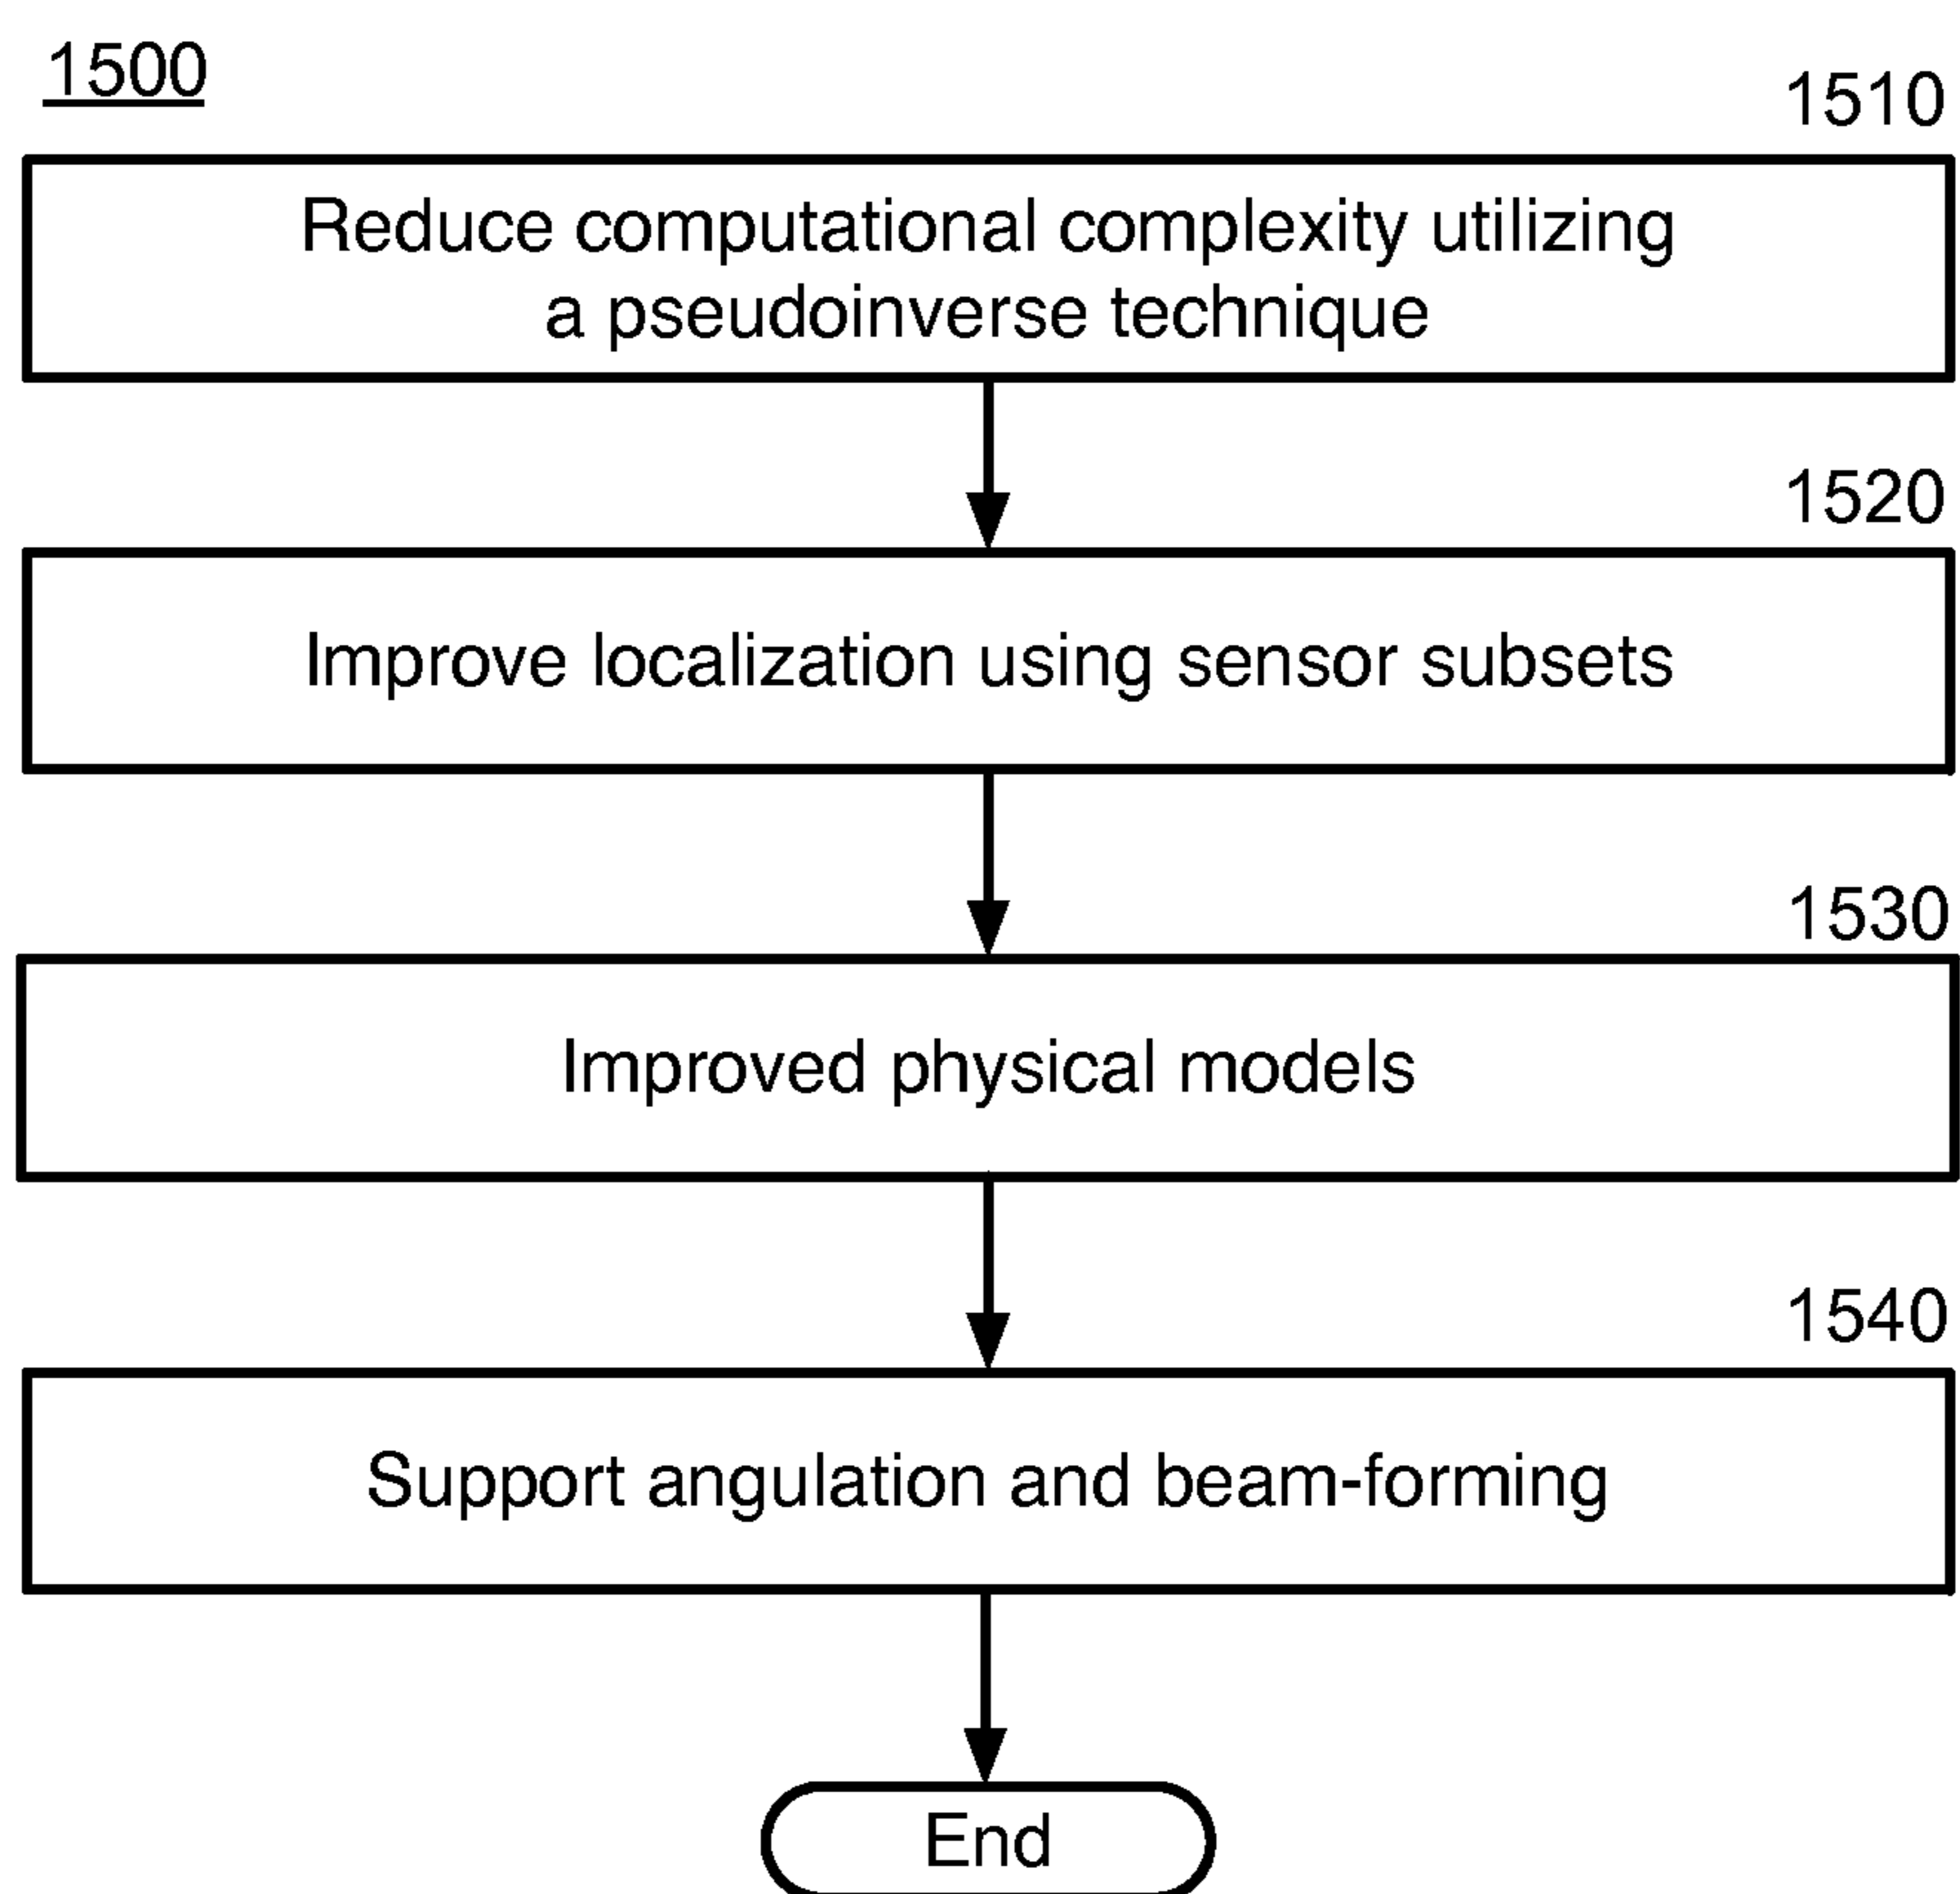 1500
1510
Reduce computational complexity utilizing
a pseudoinverse technique
1520
Improve localization using sensor subsets
1530
Improved physical models
1540
Support angulation and beam-forming
End